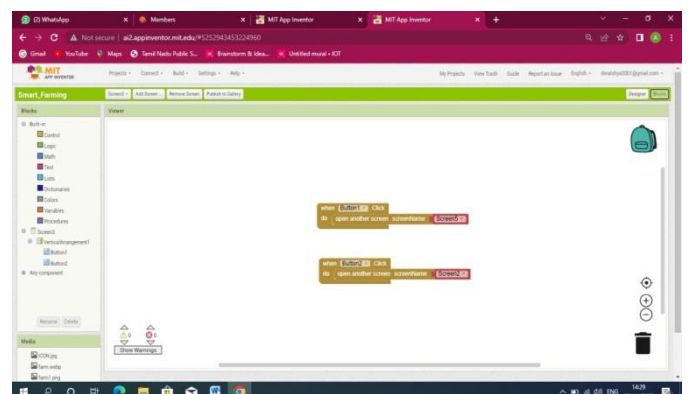 (2) WhatsApp
Members
MIT App Inventor
MIT App Inventor
Not secure | ai2.appinventor.mit.edu/#5252943453224960
Gmail
YouTube
Maps
Tamil Nadu Public S...
Brainstorm & Idea...
Untitled mural • IOT
MIT
APP INVENTOR
Projects
Connect
Build
Settings
Help
My Projects
View Trash
Guide
Report an Issue
English
Smart_Farming
Screen3
Add Screen ...
Remove Screen
Publish to Gallery
Designer
Blocks
Blocks
Viewer
Built-in
Control
Logic
Math
Text
Lists
Dictionaries
Colors
Variables
Procedures
Screen3
VerticalArrangement1
Button1
Button2
Any component
when Button1 Click
do open another screen screenName Screen5
when Button2 Click
do open another screen screenName Screen2
Rename Delete
0 0
Show Warnings
Media
ICON.jpg
farm.webp
farm1.png
ENG
14:29